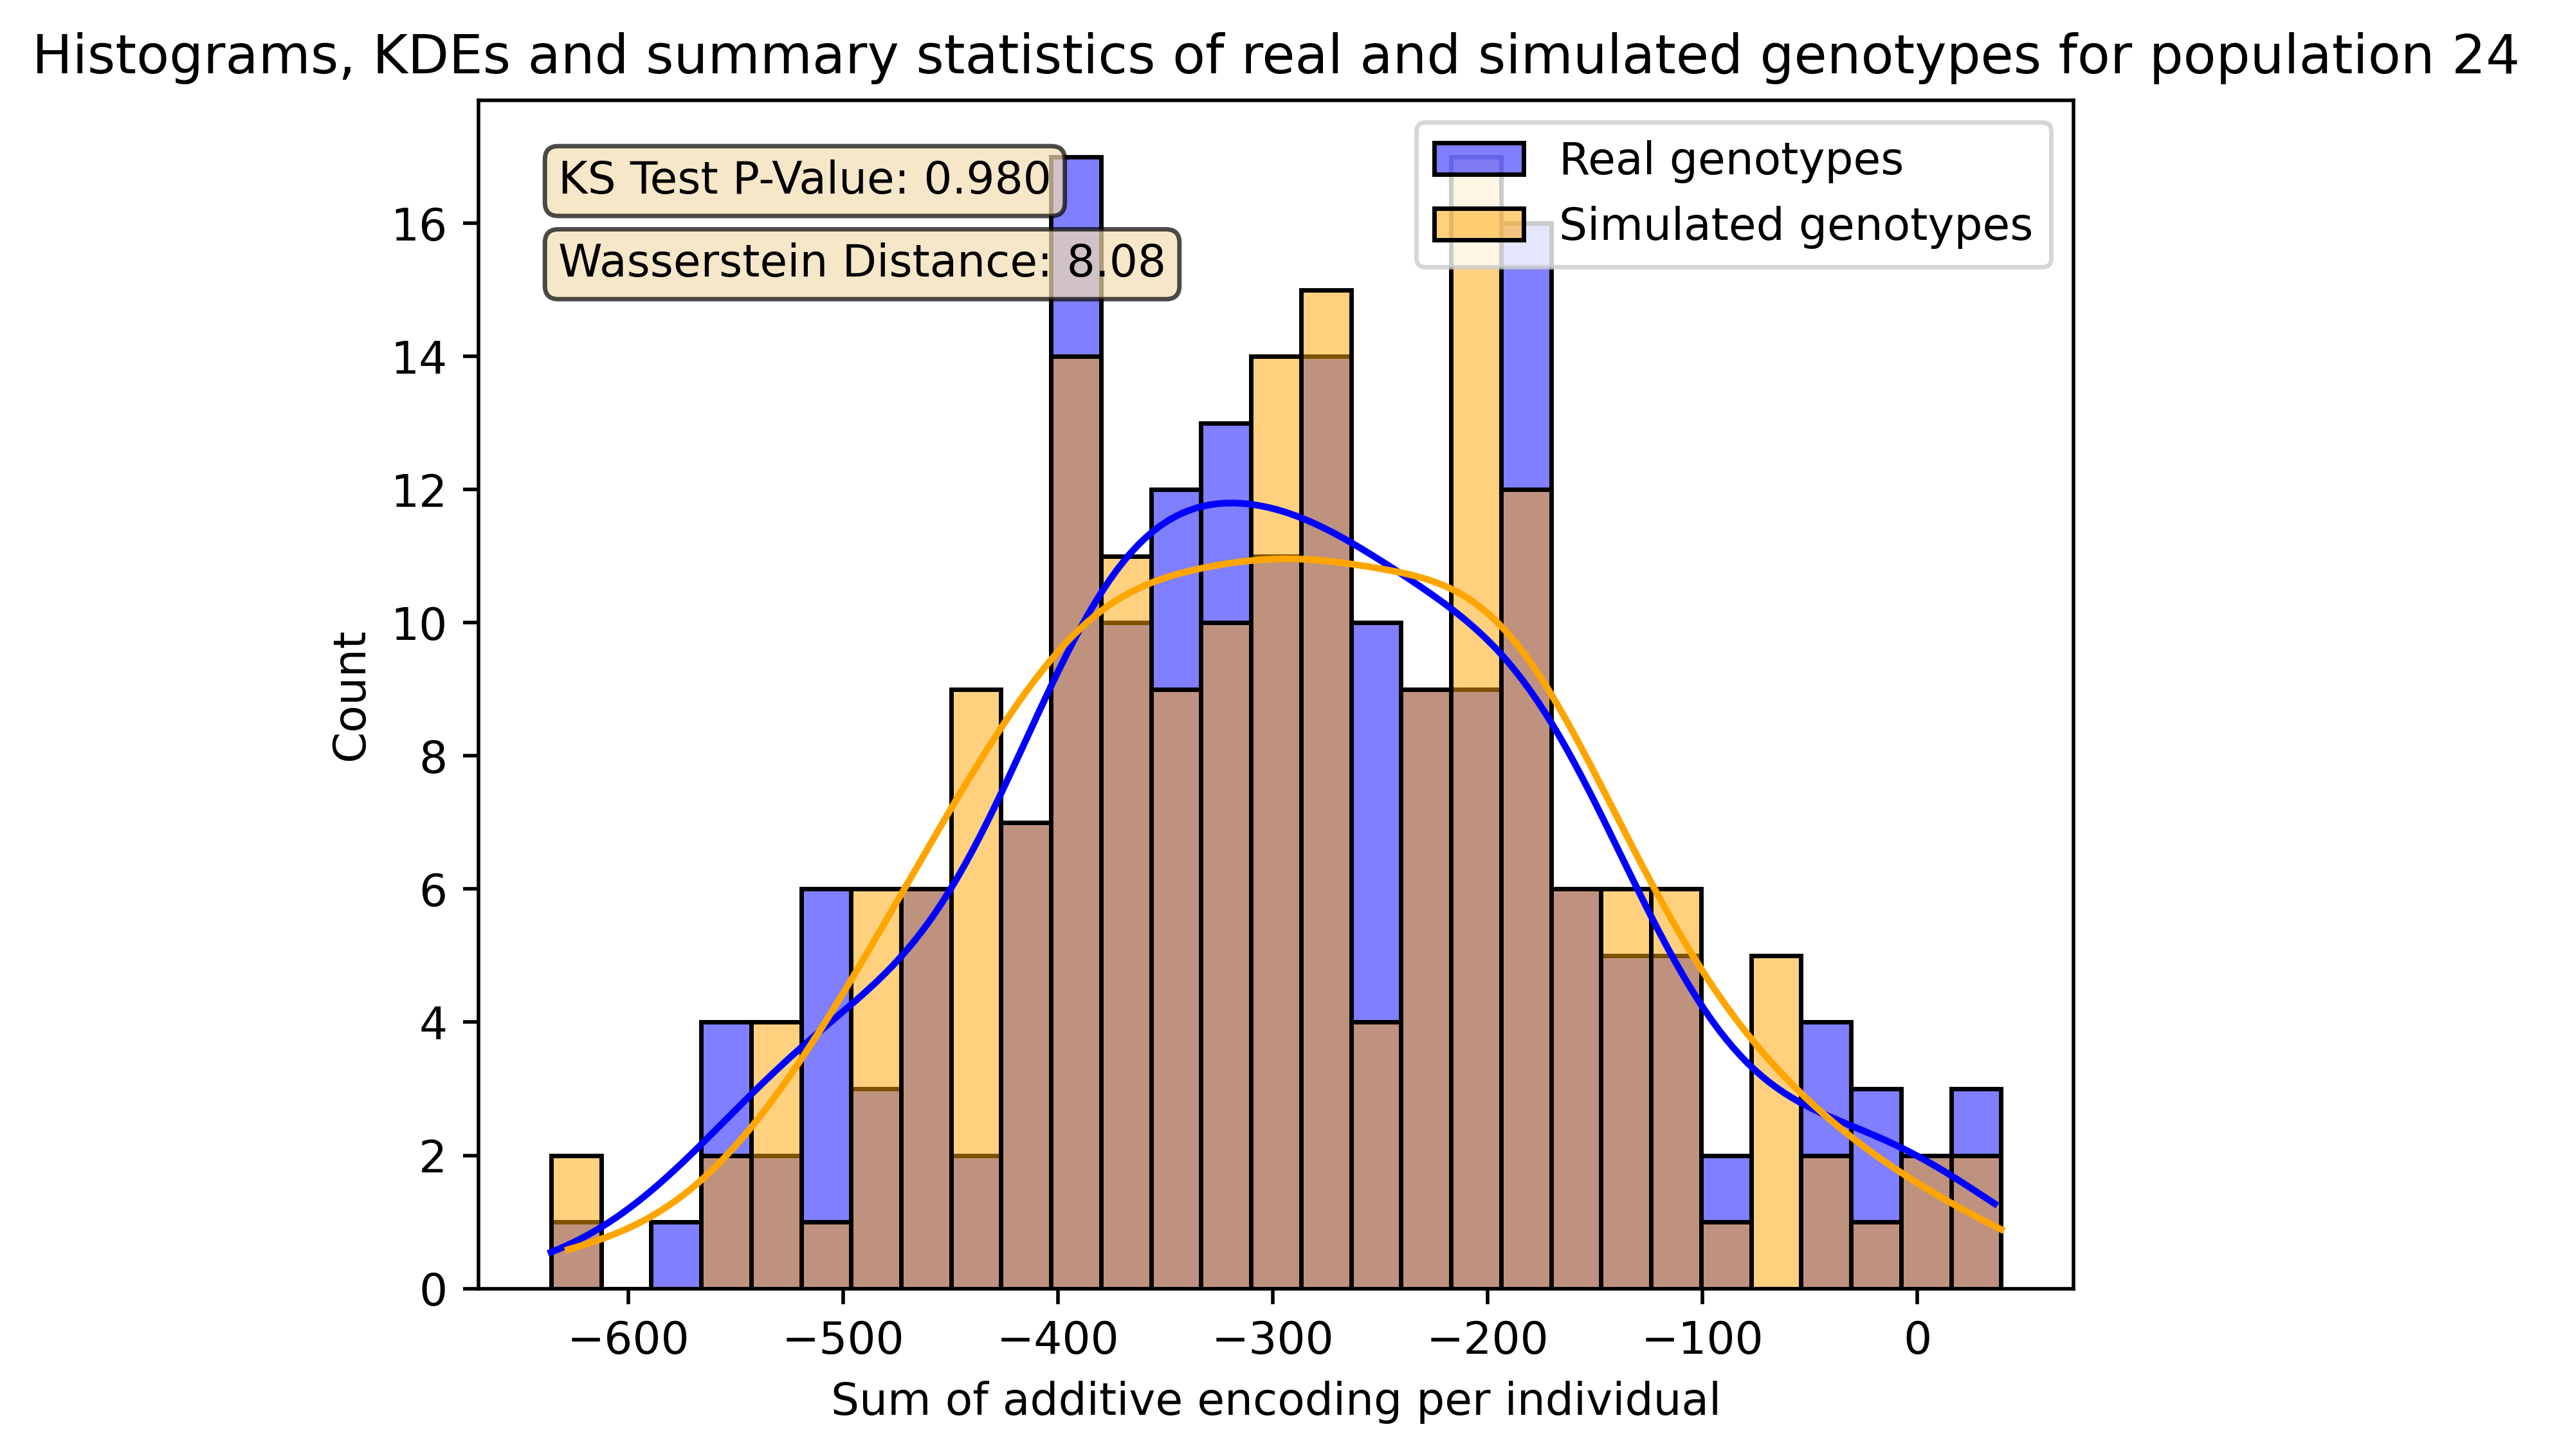 Histograms, KDEs and summary statistics of real and simulated genotypes for population 24
KS Test P-Value: 0.980
Wasserstein Distance: 8.08
Real genotypes
Simulated genotypes
16
14
12
10
8
6
4
2
0
Count
−600 −500 −400 −300 −200 −100 0
Sum of additive encoding per individual